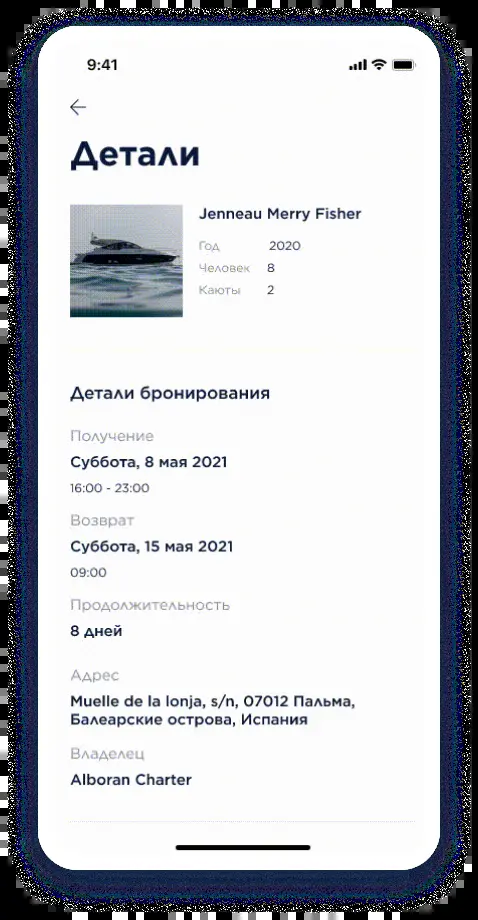 9:41
Детали
Jenneau Merry Fisher
Год 2020
Человек 8
Каюты 2
Детали бронирования
Получение
Суббота, 8 мая 2021
16:00 - 23:00
Возврат
Суббота, 15 мая 2021
09:00
Продолжительность
8 дней
Адрес
Muelle de la lonja, s/n, 07012 Пальма,
Балеарские острова, Испания
Владелец
Alboran Charter